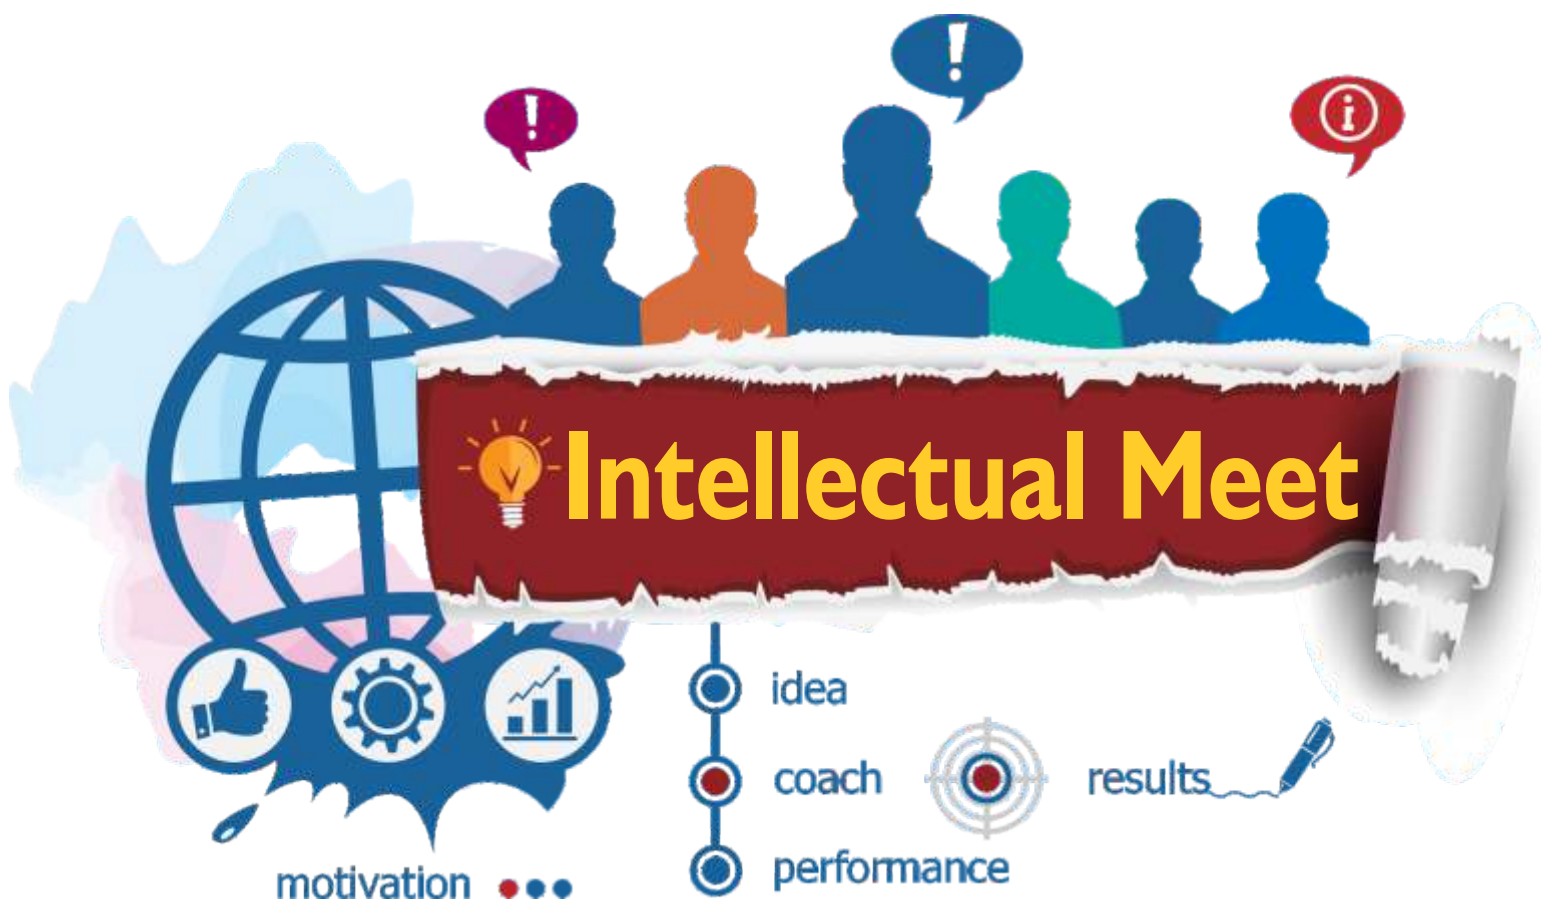 !
!
i
Intellectual Meet
idea
coach
results
performance
motivation